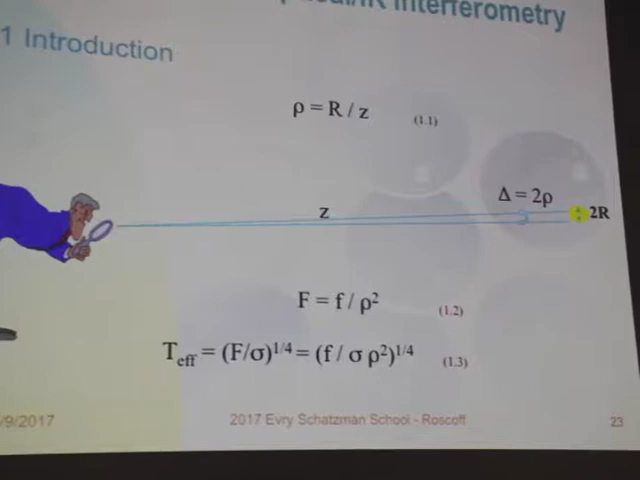 Interferometry
1 Introduction
ρ = R / z (1.1)
Δ = 2ρ
z
2R
F = f / ρ² (1.2)
T_eff = (F/σ)^1/4 = (f / σ ρ²)^1/4 (1.3)
/9/2017 2017 Evry Schatzman School - Roscoff 23